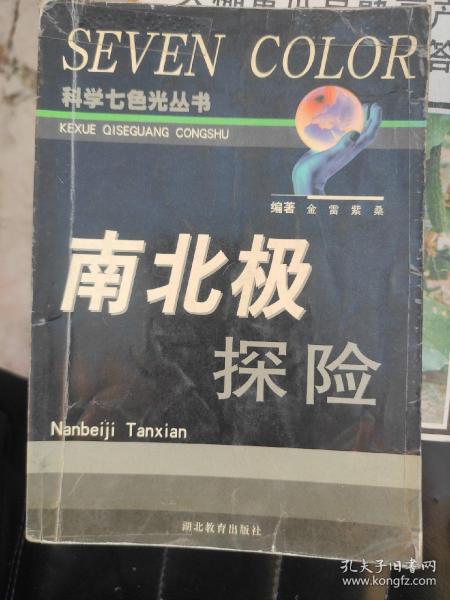 SEVEN COLOR
科学七色光丛书
KEXUE QISEGUANG CONGSHU
编著 金雷 紫桑
南北极
探险
Nanbeiji Tanxian
湖北教育出版社
孔夫子旧书网
www.kongfz.com